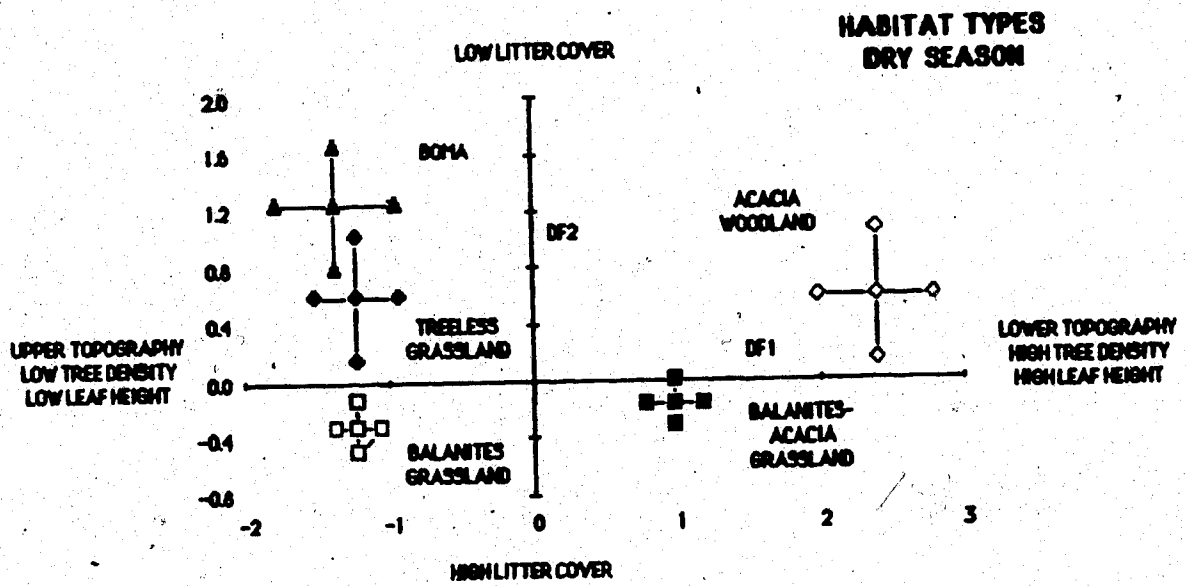 HABITAT TYPES
DRY SEASON
LOW LITTER COVER
2.0
1.6
1.2
0.8
0.4
0.0
-0.4
-0.8
BOMA
DF2
ACACIA
WOODLAND
TREELESS
GRASSLAND
DF1
UPPER TOPOGRAPHY
LOW TREE DENSITY
LOW LEAF HEIGHT
LOWER TOPOGRAPHY
HIGH TREE DENSITY
HIGH LEAF HEIGHT
BALANITES
GRASSLAND
BALANITES-
ACACIA
GRASSLAND
-2
-1
0
1
2
3
HIGH LITTER COVER